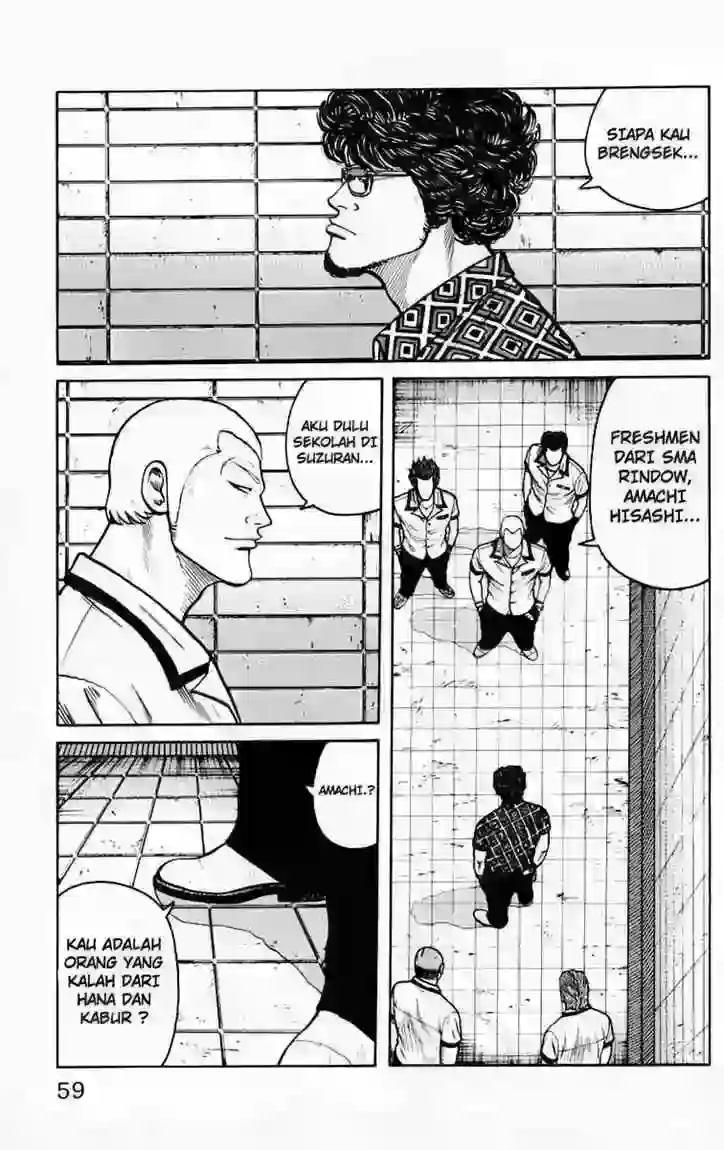 SIAPA KAU
BRENGSEK...
FRESHMEN
DARI SMA
RINDOW,
AMACHI
HISASHI...
AKU DULU
SEKOLAH DI
SUZURAN...
AMACHI.?
KAU ADALAH
ORANG YANG
KALAH DARI
HANA DAN
KABUR ?
59